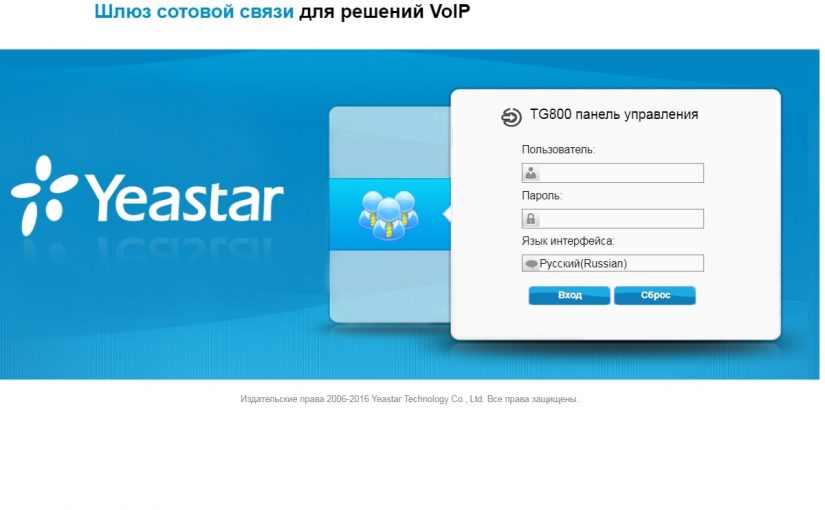 Шлюз сотовой связи для решений VoIP
Yeastar
TG800 панель управления
Пользователь:
Пароль:
Язык интерфейса:
Русский(Russian)
Вход Сброс
Издательские права 2006-2016 Yeastar Technology Co., Ltd. Все права защищены.